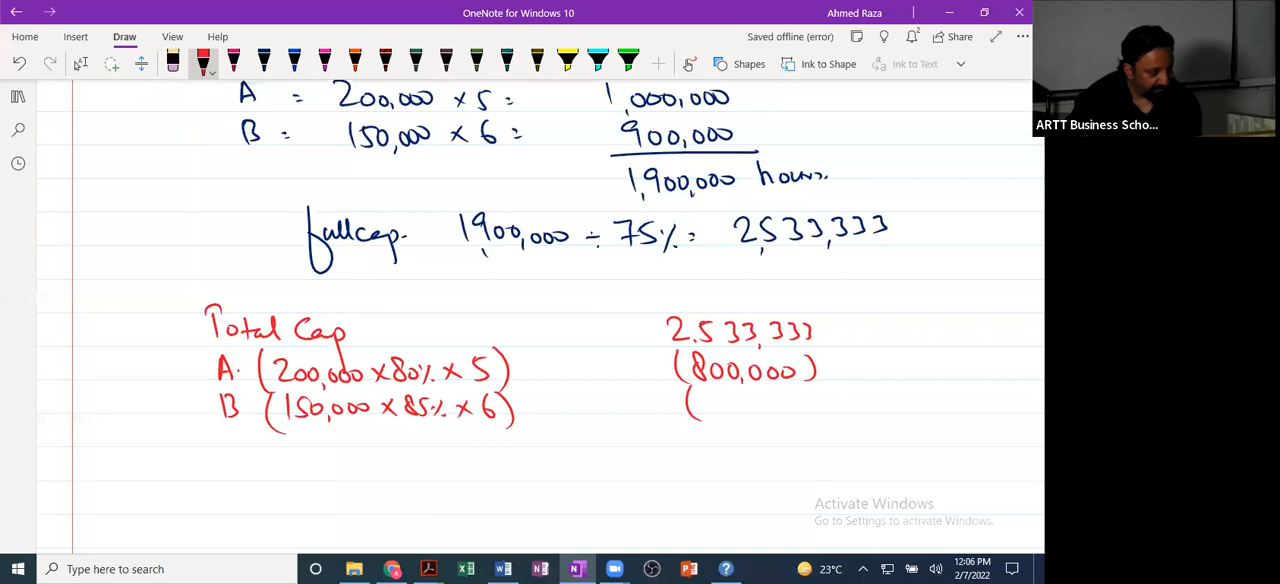 OneNote for Windows 10
Ahmed Raza
Home Insert Draw View Help
Saved offline (error)
Share
Shapes
Ink to Shape
Ink to Text
ARTT Business Scho...
A = 200,000 × 5 = 1,000,000
B = 150,000 × 6 = 900,000
1,900,000 hours.
fullcap. 1,900,000 ÷ 75% = 2,533,333
Total Cap 2,533,333
A. (200,000 × 80% × 5) (800,000)
B (150,000 × 85% × 6) (
Activate Windows
Go to Settings to activate Windows.
Type here to search
23°C
12:06 PM
2/7/2022